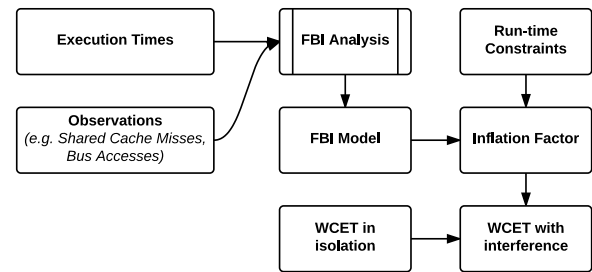 Execution Times
FBI Analysis
Run-time
Constraints
Observations
(e.g. Shared Cache Misses,
Bus Accesses)
FBI Model
Inflation Factor
WCET in
isolation
WCET with
interference